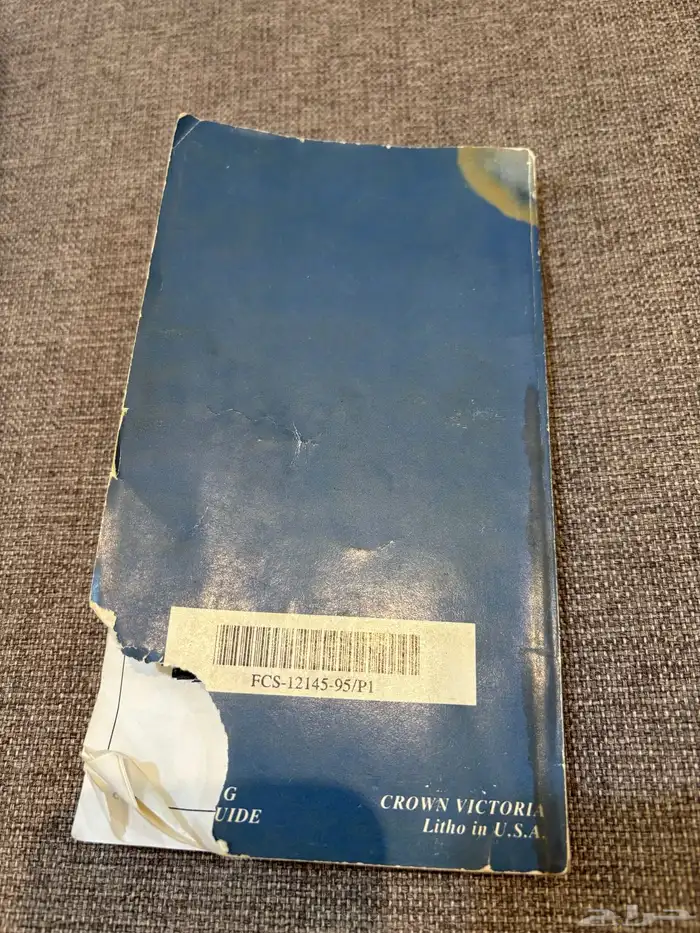 FCS-12145-95/P1
G
UIDE
CROWN VICTORIA
Litho in U.S.A.
حراج